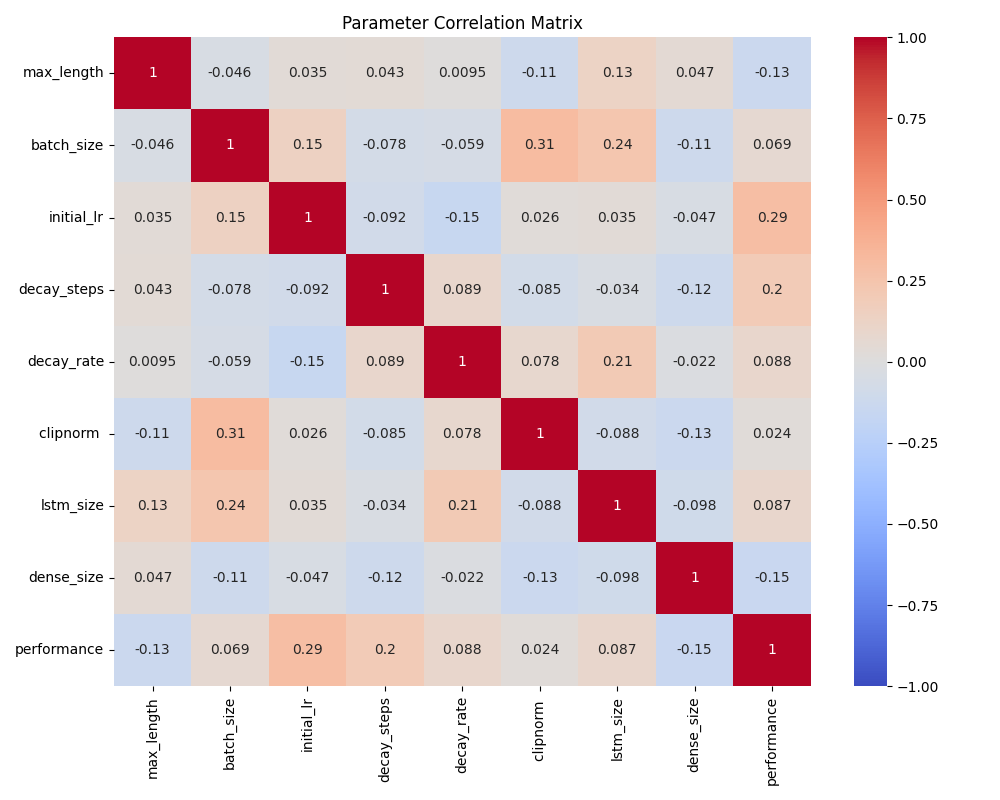 Parameter Correlation Matrix
max_length 1 -0.046 0.035 0.043 0.0095 -0.11 0.13 0.047 -0.13
batch_size -0.046 1 0.15 -0.078 -0.059 0.31 0.24 -0.11 0.069
initial_lr 0.035 0.15 1 -0.092 -0.15 0.026 0.035 -0.047 0.29
decay_steps 0.043 -0.078 -0.092 1 0.089 -0.085 -0.034 -0.12 0.2
decay_rate 0.0095 -0.059 -0.15 0.089 1 0.078 0.21 -0.022 0.088
clipnorm -0.11 0.31 0.026 -0.085 0.078 1 -0.088 -0.13 0.024
lstm_size 0.13 0.24 0.035 -0.034 0.21 -0.088 1 -0.098 0.087
dense_size 0.047 -0.11 -0.047 -0.12 -0.022 -0.13 -0.098 1 -0.15
performance -0.13 0.069 0.29 0.2 0.088 0.024 0.087 -0.15 1
max_length batch_size initial_lr decay_steps decay_rate clipnorm lstm_size dense_size performance
1.00
0.75
0.50
0.25
0.00
−0.25
−0.50
−0.75
−1.00